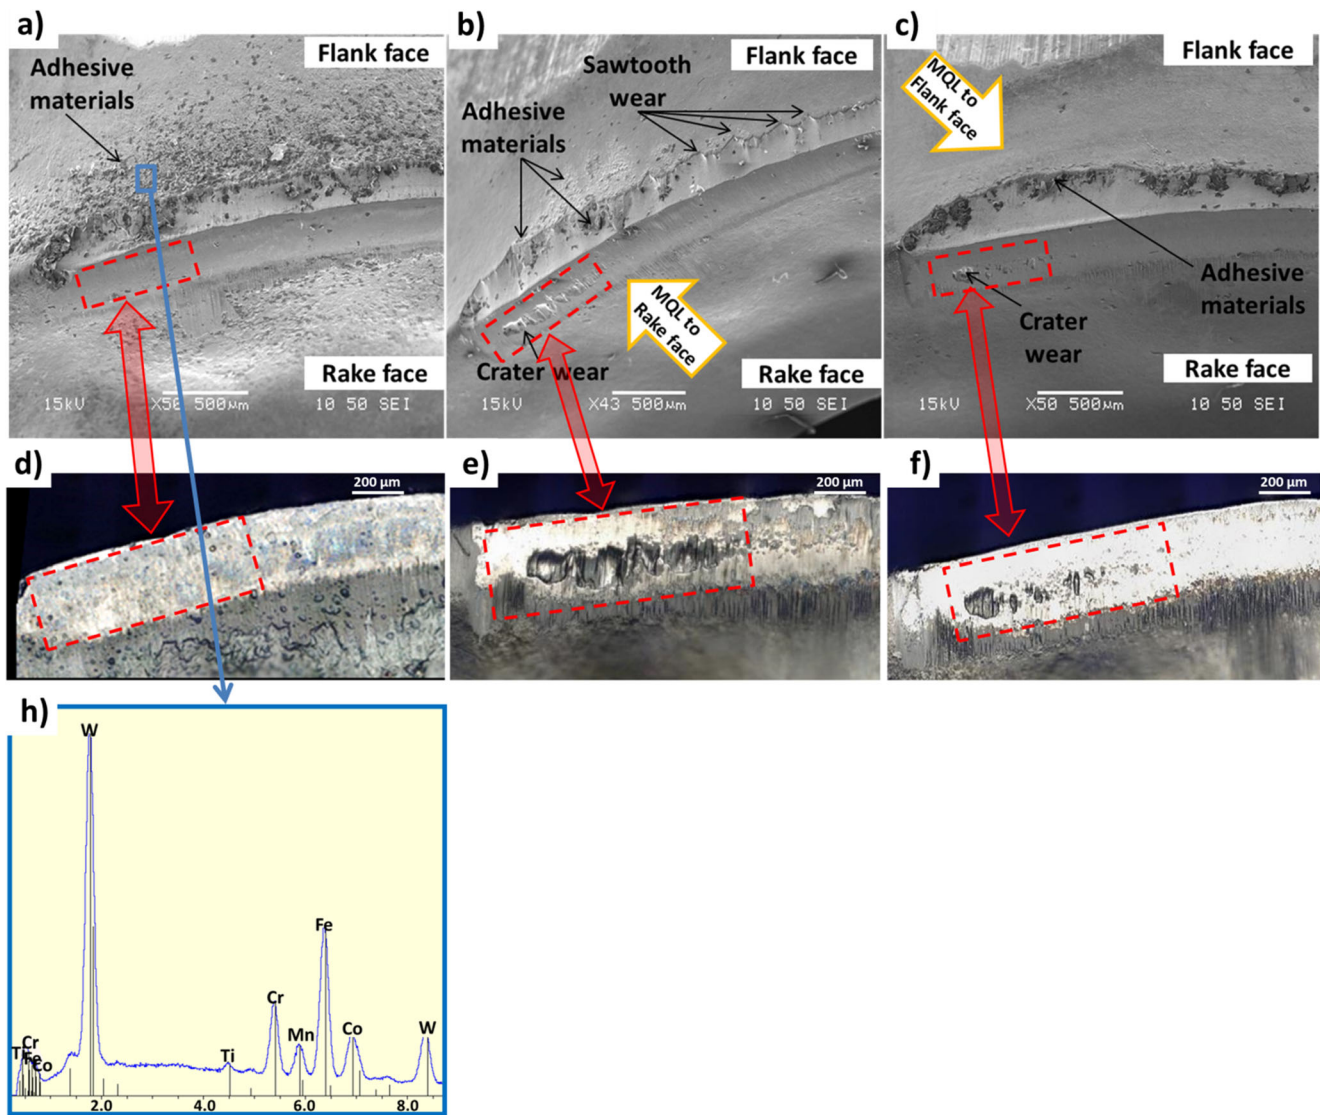 a)
Flank face
Adhesive
materials
Rake face
15kV
X50 500µm
10 50 SEI
b)
Flank face
Sawtooth
wear
Adhesive
materials
MQL to
Rake face
Crater wear
Rake face
15kV
X43 500µm
10 50 SEI
c)
Flank face
MQL to
Flank face
Adhesive
materials
Crater
wear
Rake face
15kV
X50 500µm
10 50 SEI
d)
200 µm
e)
200 µm
f)
200 µm
h)
W
Fe
Cr
Mn
Co
W
Ti
Cr
Fe
Co
2.0
4.0
6.0
8.0